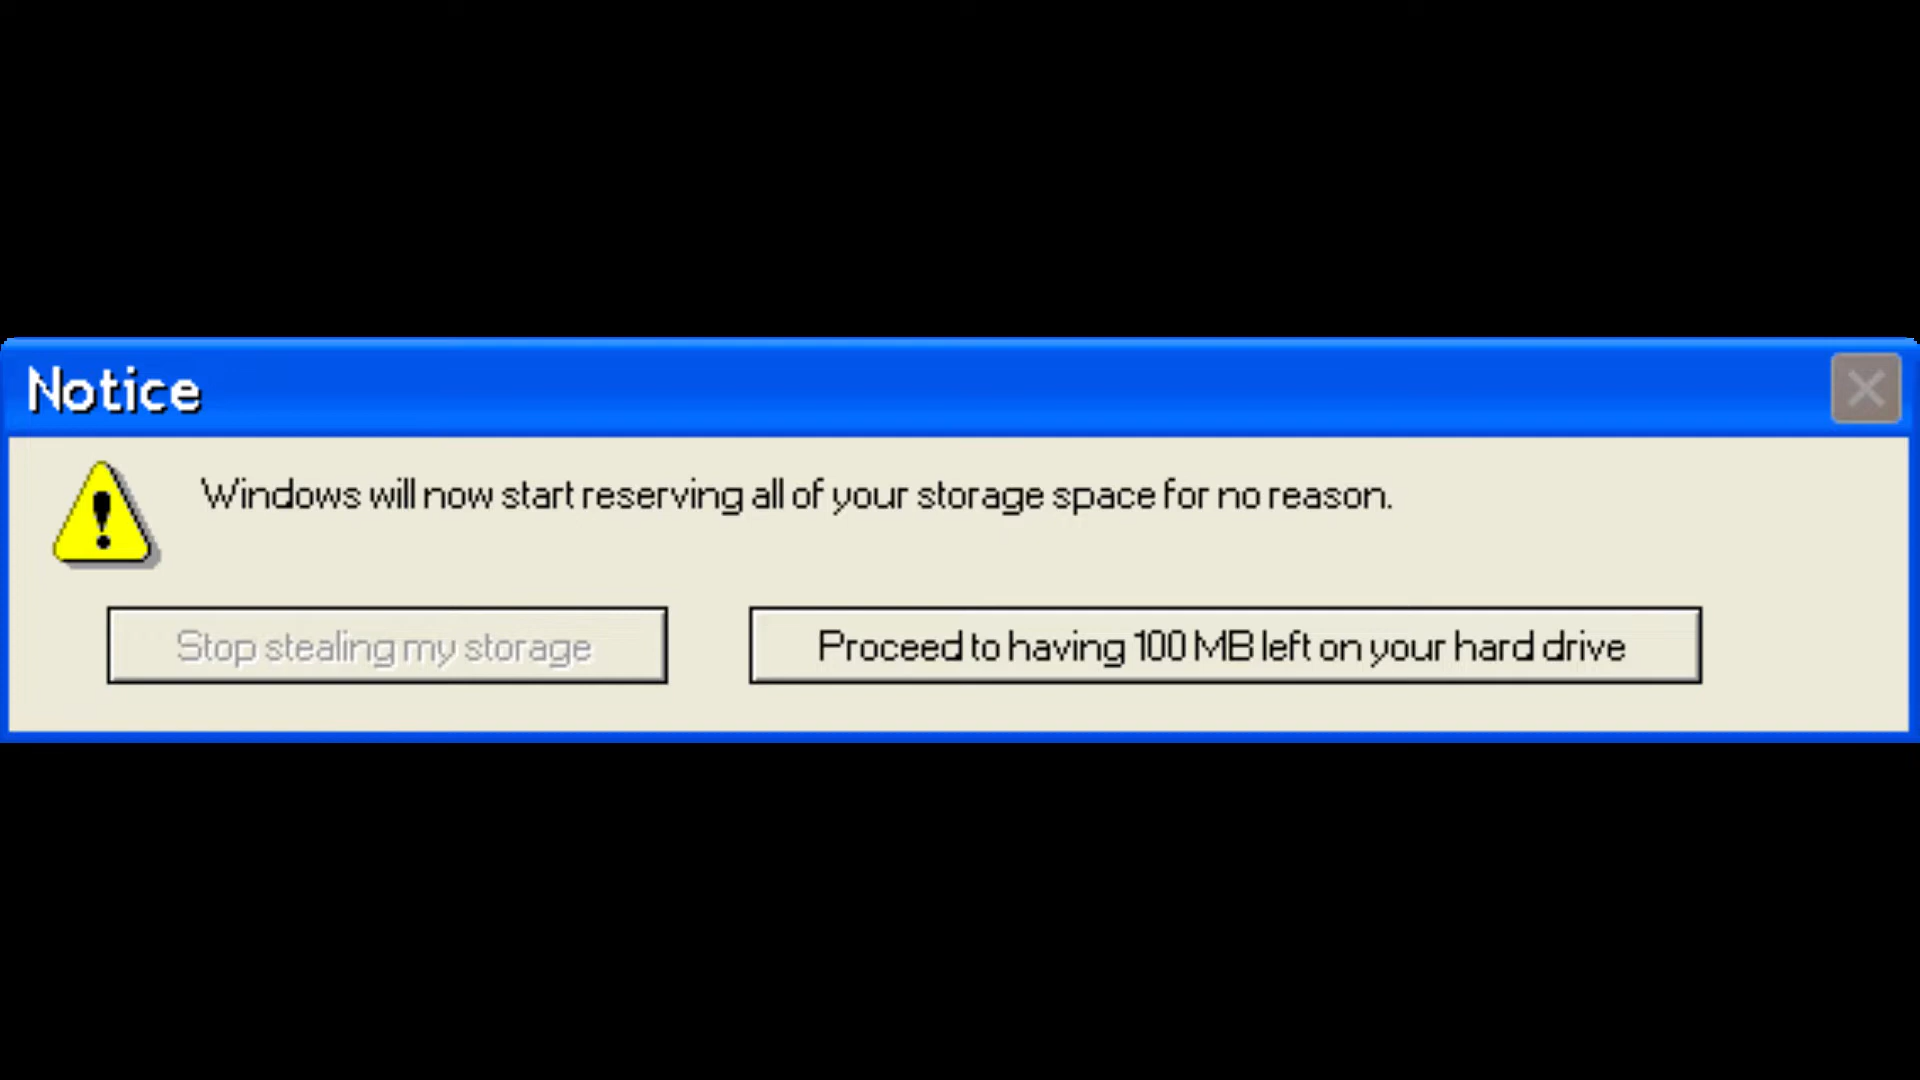 Notice
Windows will now start reserving all of your storage space for no reason.
Stop stealing my storage
Proceed to having 100 MB left on your hard drive